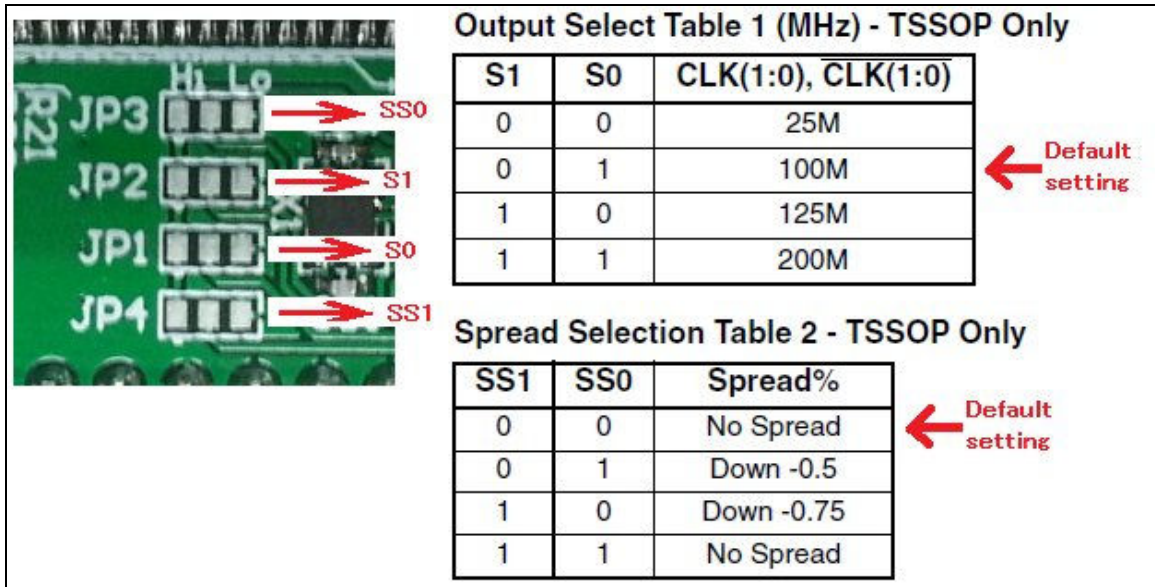 Hi Lo
R21
JP3
SS0
JP2
S1
X1
JP1
S0
JP4
SS1
Output Select Table 1 (MHz) - TSSOP Only
S1 S0 CLK(1:0), CLK(1:0)
0 0 25M
0 1 100M
1 0 125M
1 1 200M
Default
setting
Spread Selection Table 2 - TSSOP Only
SS1 SS0 Spread%
0 0 No Spread
0 1 Down -0.5
1 0 Down -0.75
1 1 No Spread
Default
setting